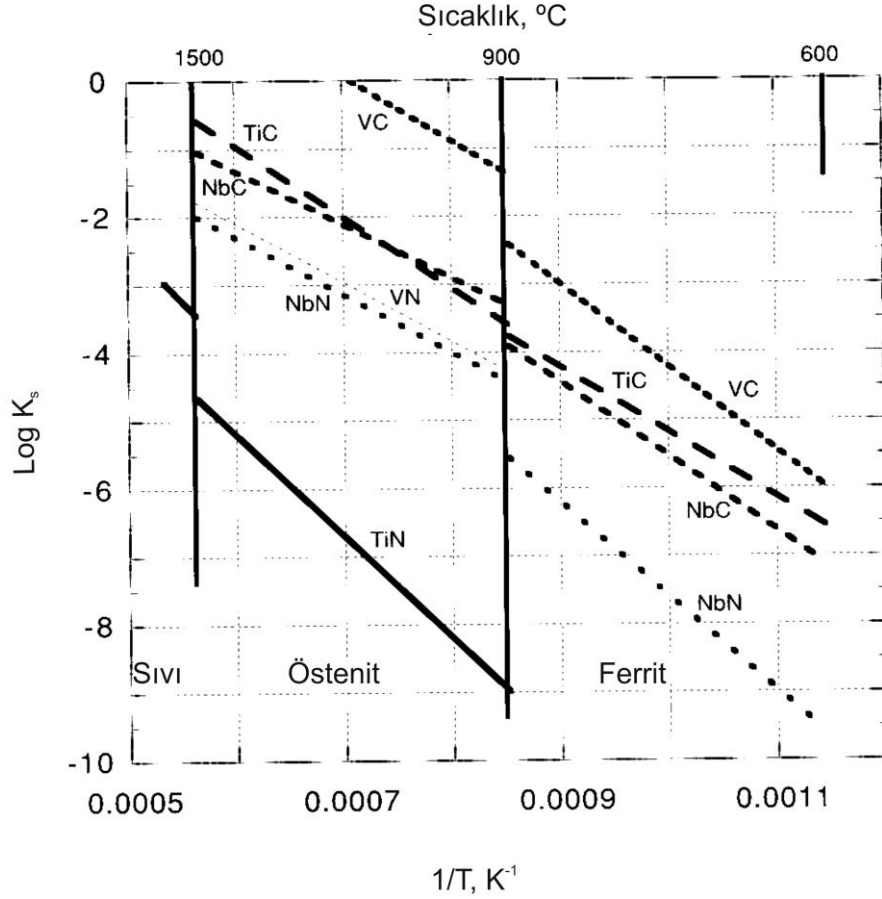 Sıcaklık, ºC
1500 900 600
0
VC
TiC
NbC
-2
VN
NbN
-4
TiC
VC
Log Ks
-6
NbC
TiN
NbN
-8
Sıvı Östenit Ferrit
-10
0.0005 0.0007 0.0009 0.0011
1/T, K⁻¹